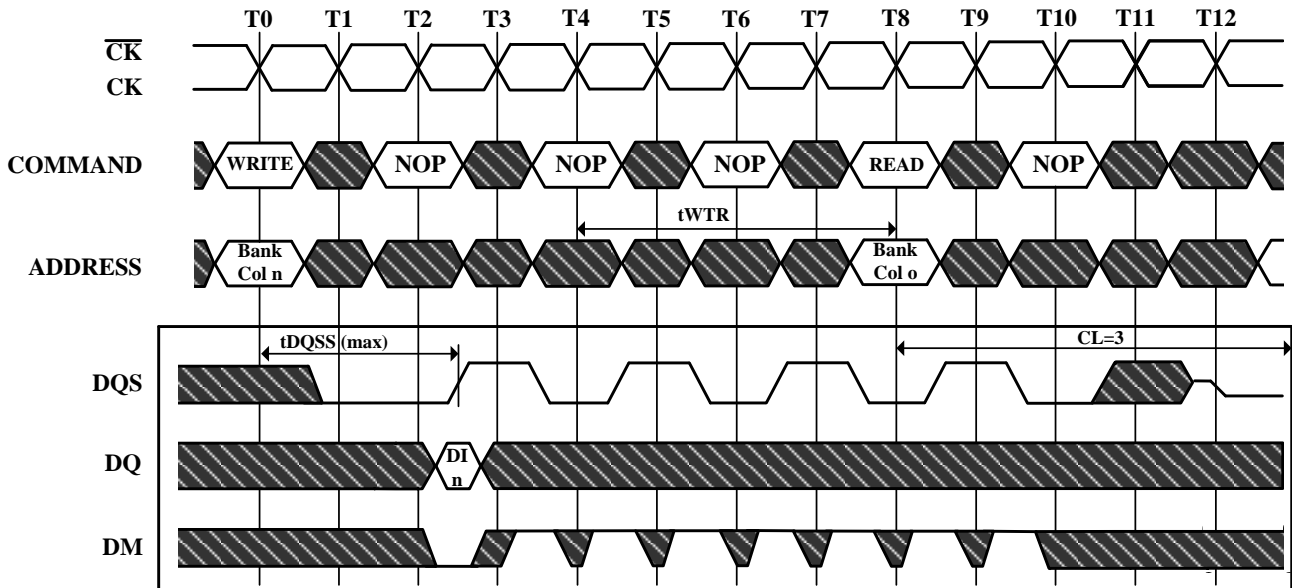 T0 T1 T2 T3 T4 T5 T6 T7 T8 T9 T10 T11 T12
CK
CK
COMMAND WRITE NOP NOP NOP READ NOP
tWTR
ADDRESS Bank Col n Bank Col o
tDQSS (max) CL=3
DQS
DQ DI n
DM